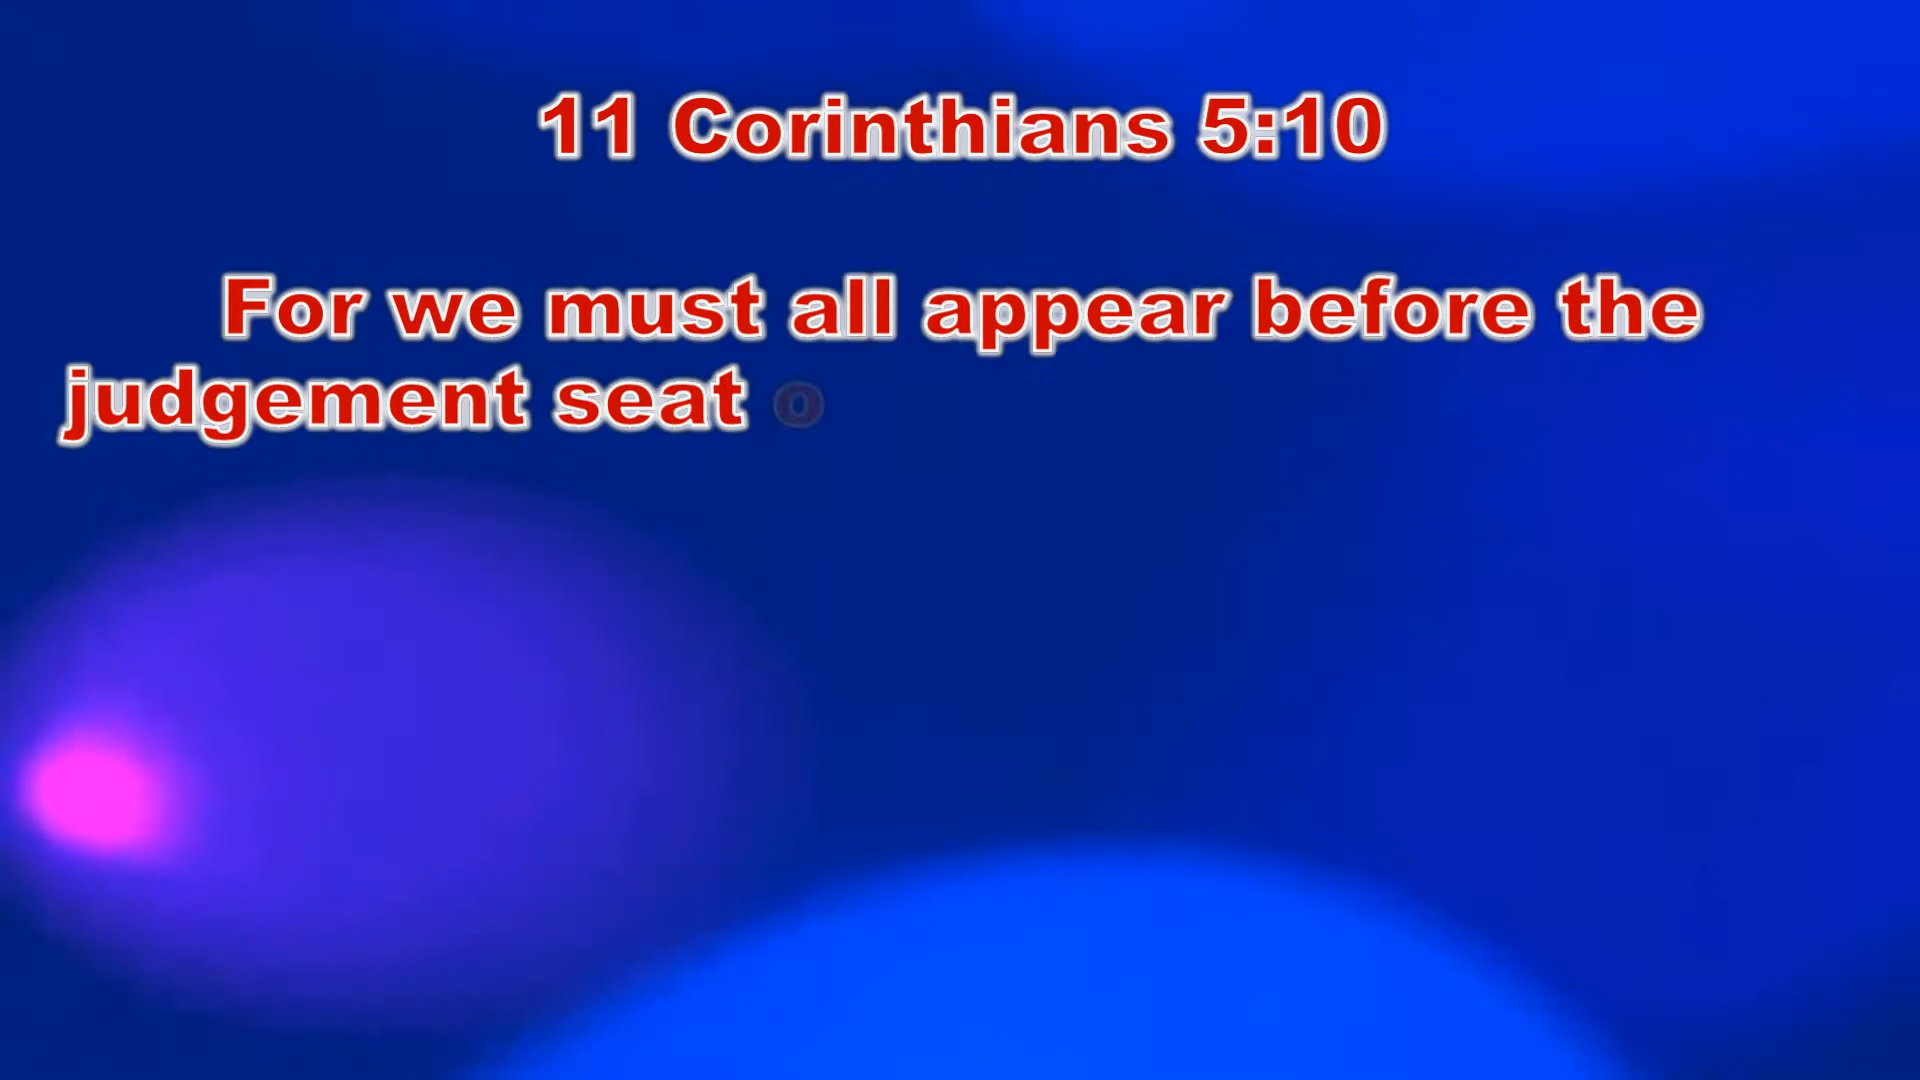 11 Corinthians 5:10
For we must all appear before the
judgement seat o